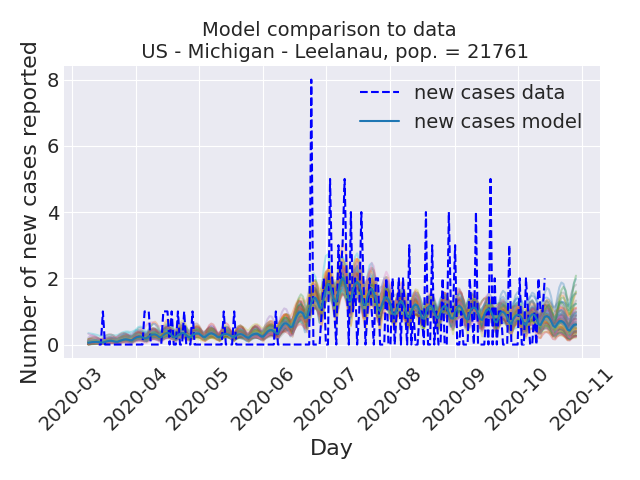 Model comparison to data
US - Michigan - Leelanau, pop. = 21761
Number of new cases reported
8
6
4
2
0
new cases data
new cases model
2020-03
2020-04
2020-05
2020-06
2020-07
2020-08
2020-09
2020-10
2020-11
Day